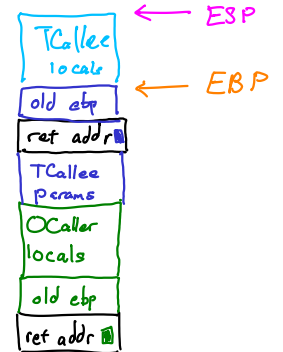 ESP
TCallee
locals
EBP
old ebp
ret addr
TCallee
params
OCaller
locals
old ebp
ret addr